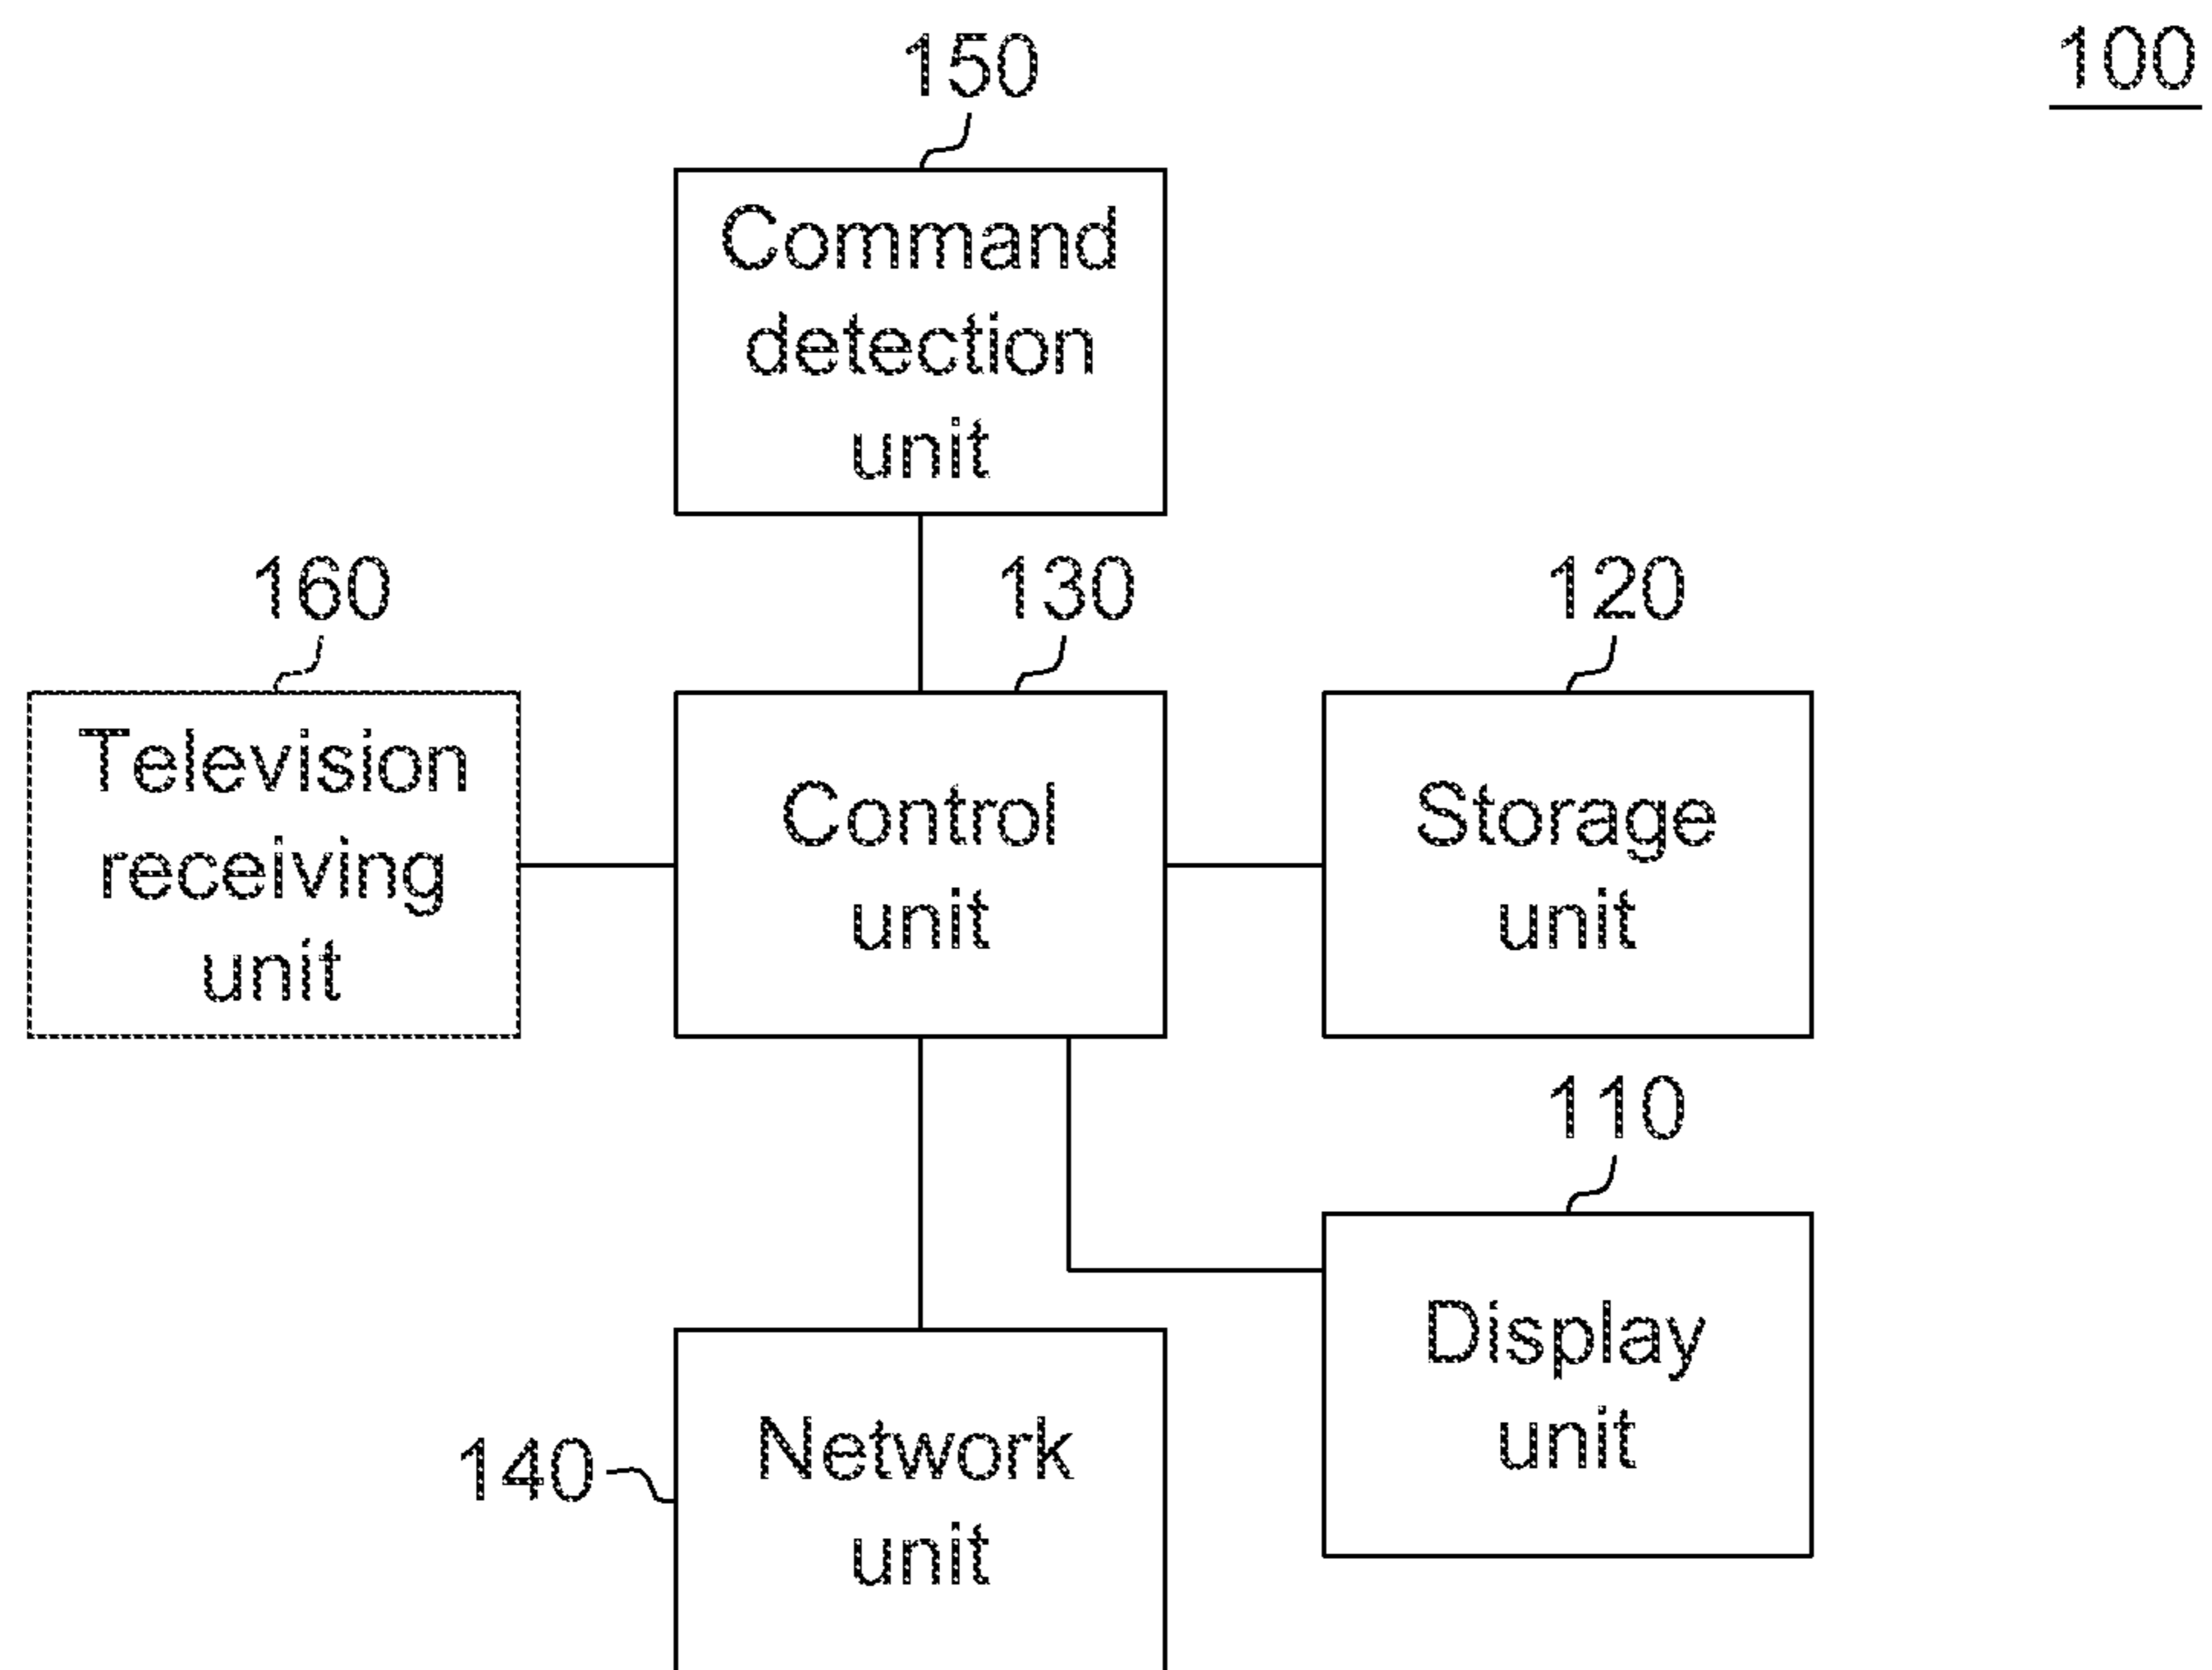 150
100
Command
detection
unit
160
130
120
Television
receiving
unit
Control
unit
Storage
unit
110
Display
unit
140
Network
unit